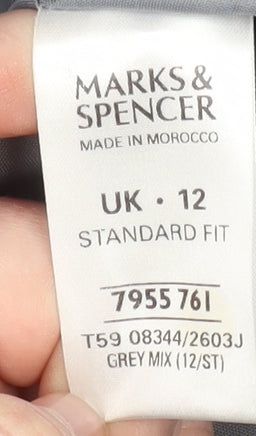 MARKS &
SPENCER
MADE IN MOROCCO
UK • 12
STANDARD FIT
7955 761
T59 08344/2603J
GREY MIX (12/ST)